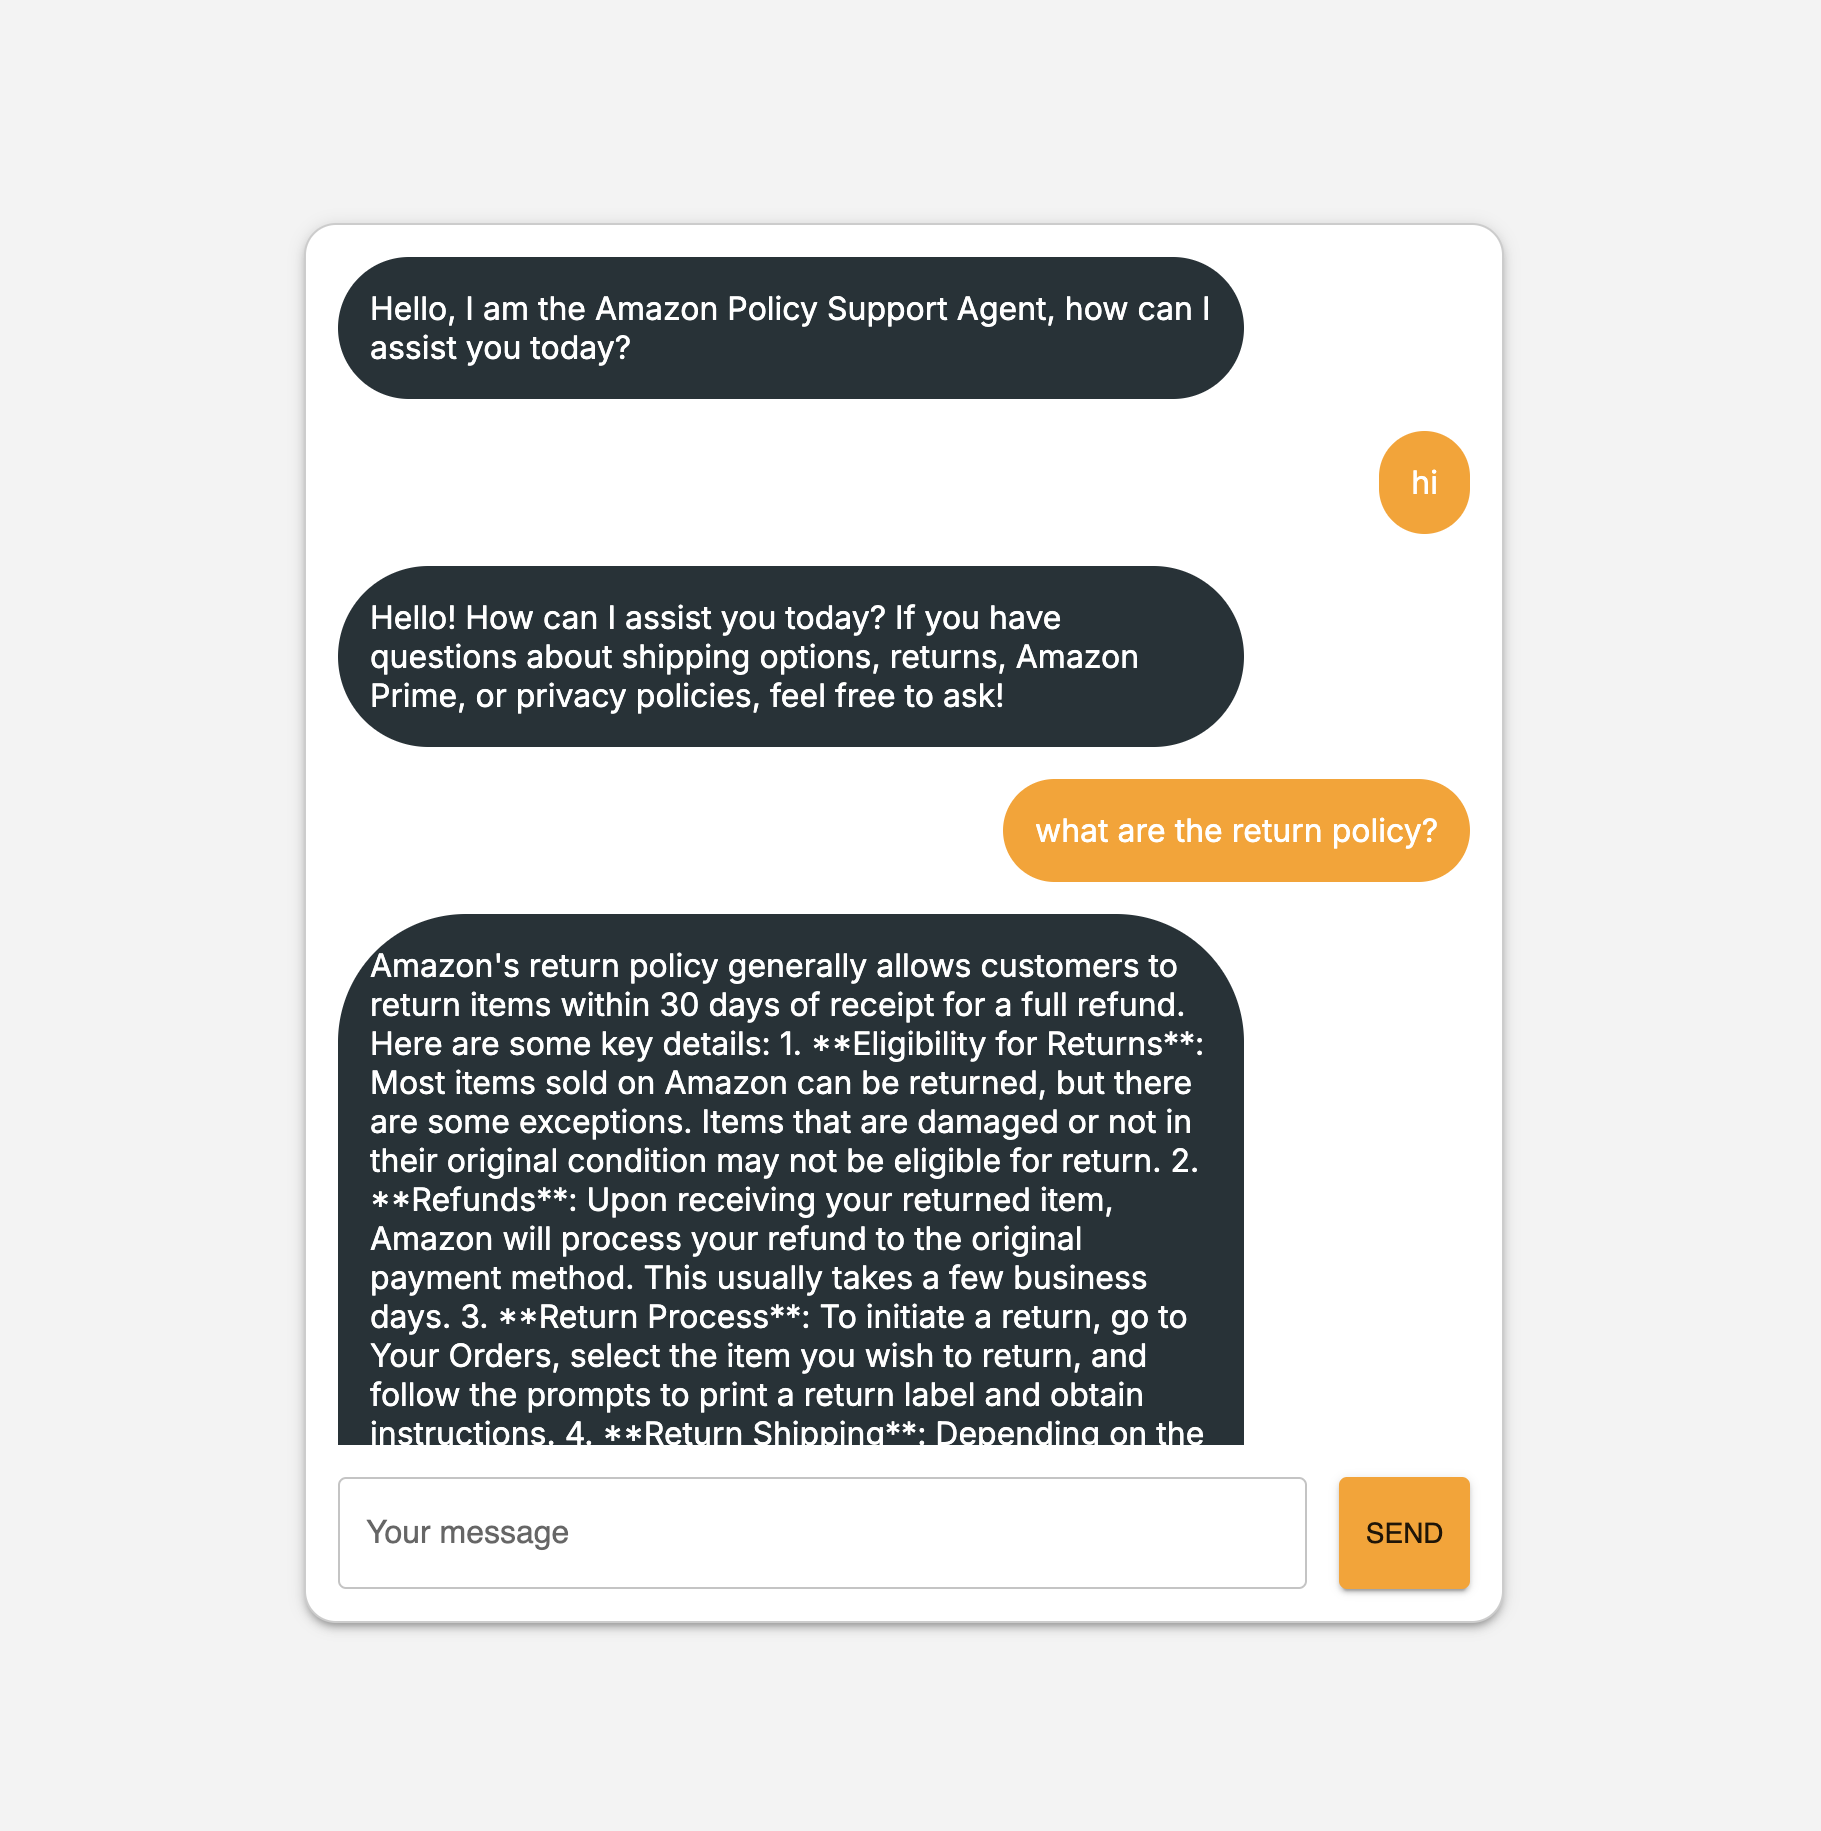 Hello, I am the Amazon Policy Support Agent, how can I
assist you today?
hi
Hello! How can I assist you today? If you have
questions about shipping options, returns, Amazon
Prime, or privacy policies, feel free to ask!
what are the return policy?
Amazon's return policy generally allows customers to
return items within 30 days of receipt for a full refund.
Here are some key details: 1. **Eligibility for Returns**:
Most items sold on Amazon can be returned, but there
are some exceptions. Items that are damaged or not in
their original condition may not be eligible for return. 2.
**Refunds**: Upon receiving your returned item,
Amazon will process your refund to the original
payment method. This usually takes a few business
days. 3. **Return Process**: To initiate a return, go to
Your Orders, select the item you wish to return, and
follow the prompts to print a return label and obtain
instructions. 4. **Return Shipping**: Depending on the
Your message
SEND